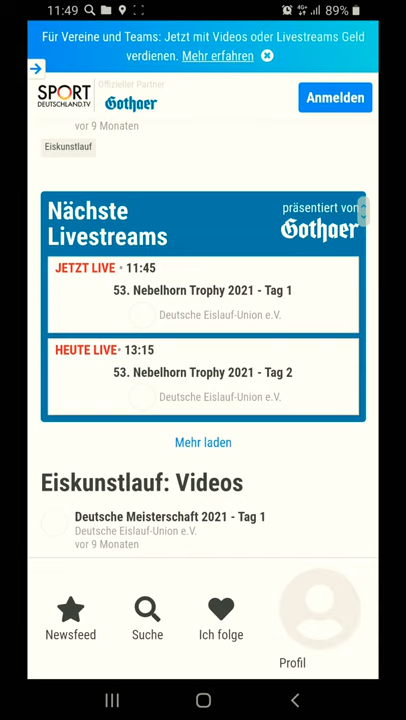 11:49
4G+
89%
Für Vereine und Teams: Jetzt mit Videos oder Livestreams Geld
verdienen. Mehr erfahren
SPORT
DEUTSCHLAND.TV
Offizieller Partner
Gothaer
Anmelden
vor 9 Monaten
Eiskunstlauf
Nächste
Livestreams
präsentiert von
Gothaer
JETZT LIVE • 11:45
53. Nebelhorn Trophy 2021 - Tag 1
Deutsche Eislauf-Union e.V.
HEUTE LIVE • 13:15
53. Nebelhorn Trophy 2021 - Tag 2
Deutsche Eislauf-Union e.V.
Mehr laden
Eiskunstlauf: Videos
Deutsche Meisterschaft 2021 - Tag 1
Deutsche Eislauf-Union e.V.
vor 9 Monaten
Newsfeed
Suche
Ich folge
Profil